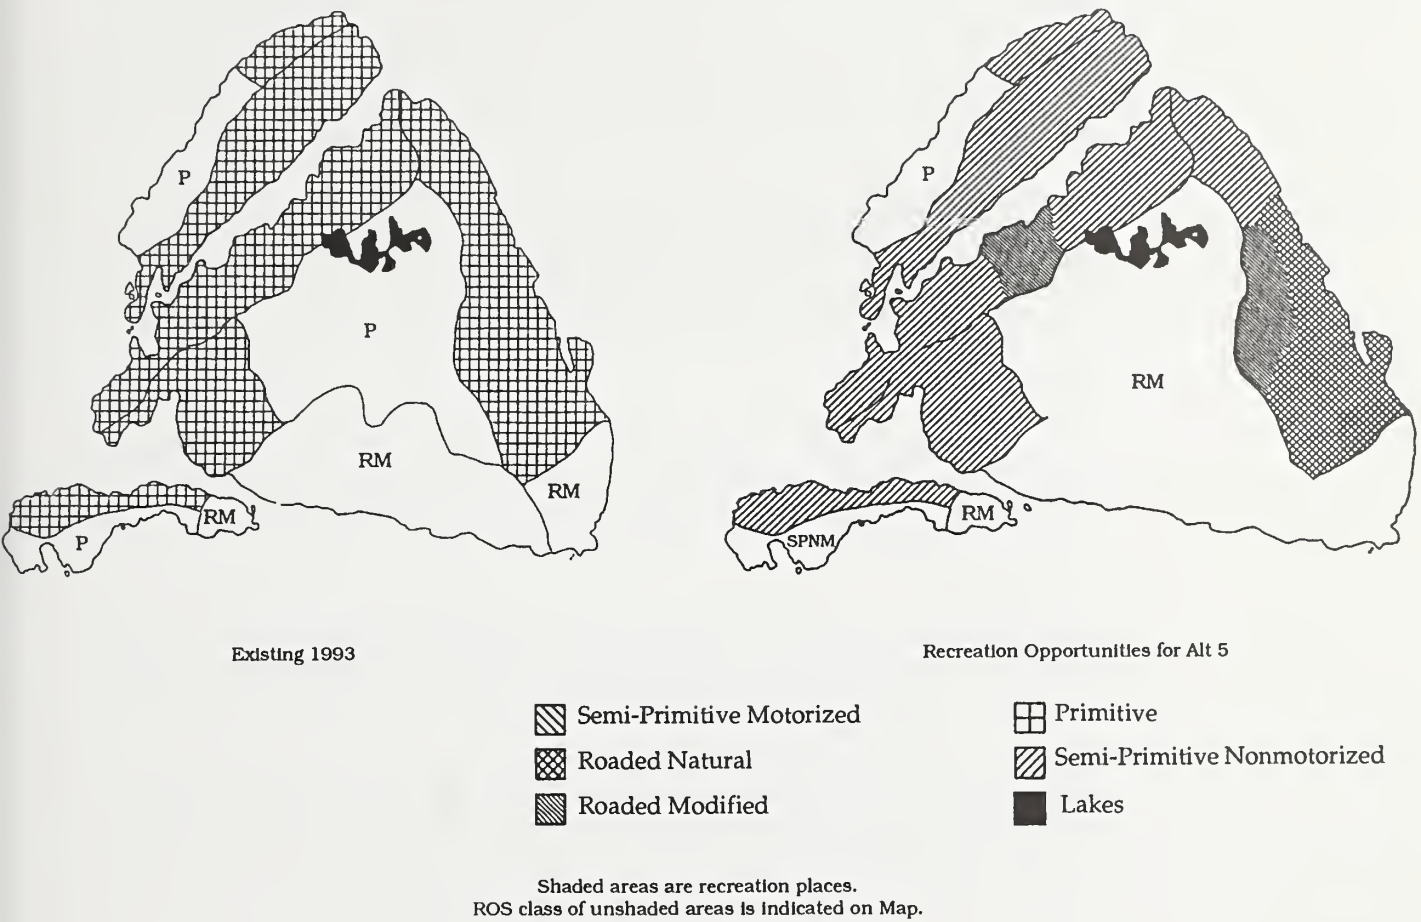 P
P
RM
RM
RM
P
P
RM
RM
SPNM
Existing 1993
Recreation Opportunities for Alt 5
Semi-Primitive Motorized
Primitive
Roaded Natural
Semi-Primitive Nonmotorized
Roaded Modified
Lakes
Shaded areas are recreation places.
ROS class of unshaded areas is indicated on Map.